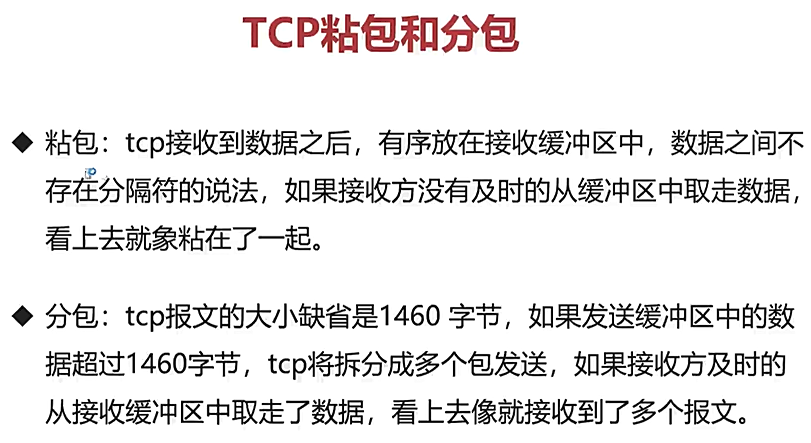 TCP粘包和分包
◆ 粘包：tcp接收到数据之后，有序放在接收缓冲区中，数据之间不
存在分隔符的说法，如果接收方没有及时的从缓冲区中取走数据，
看上去就象粘在了一起。
◆ 分包：tcp报文的大小缺省是1460 字节，如果发送缓冲区中的数
据超过1460字节，tcp将拆分成多个包发送，如果接收方及时的
从接收缓冲区中取走了数据，看上去像就接收到了多个报文。